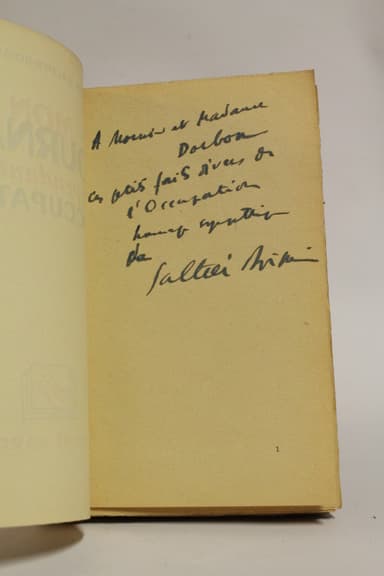 A Monsieur et Madame
Dorbon
ces petits faits divers de
l'Occupation
hommage sympathique
de
Galtier Boissière
1